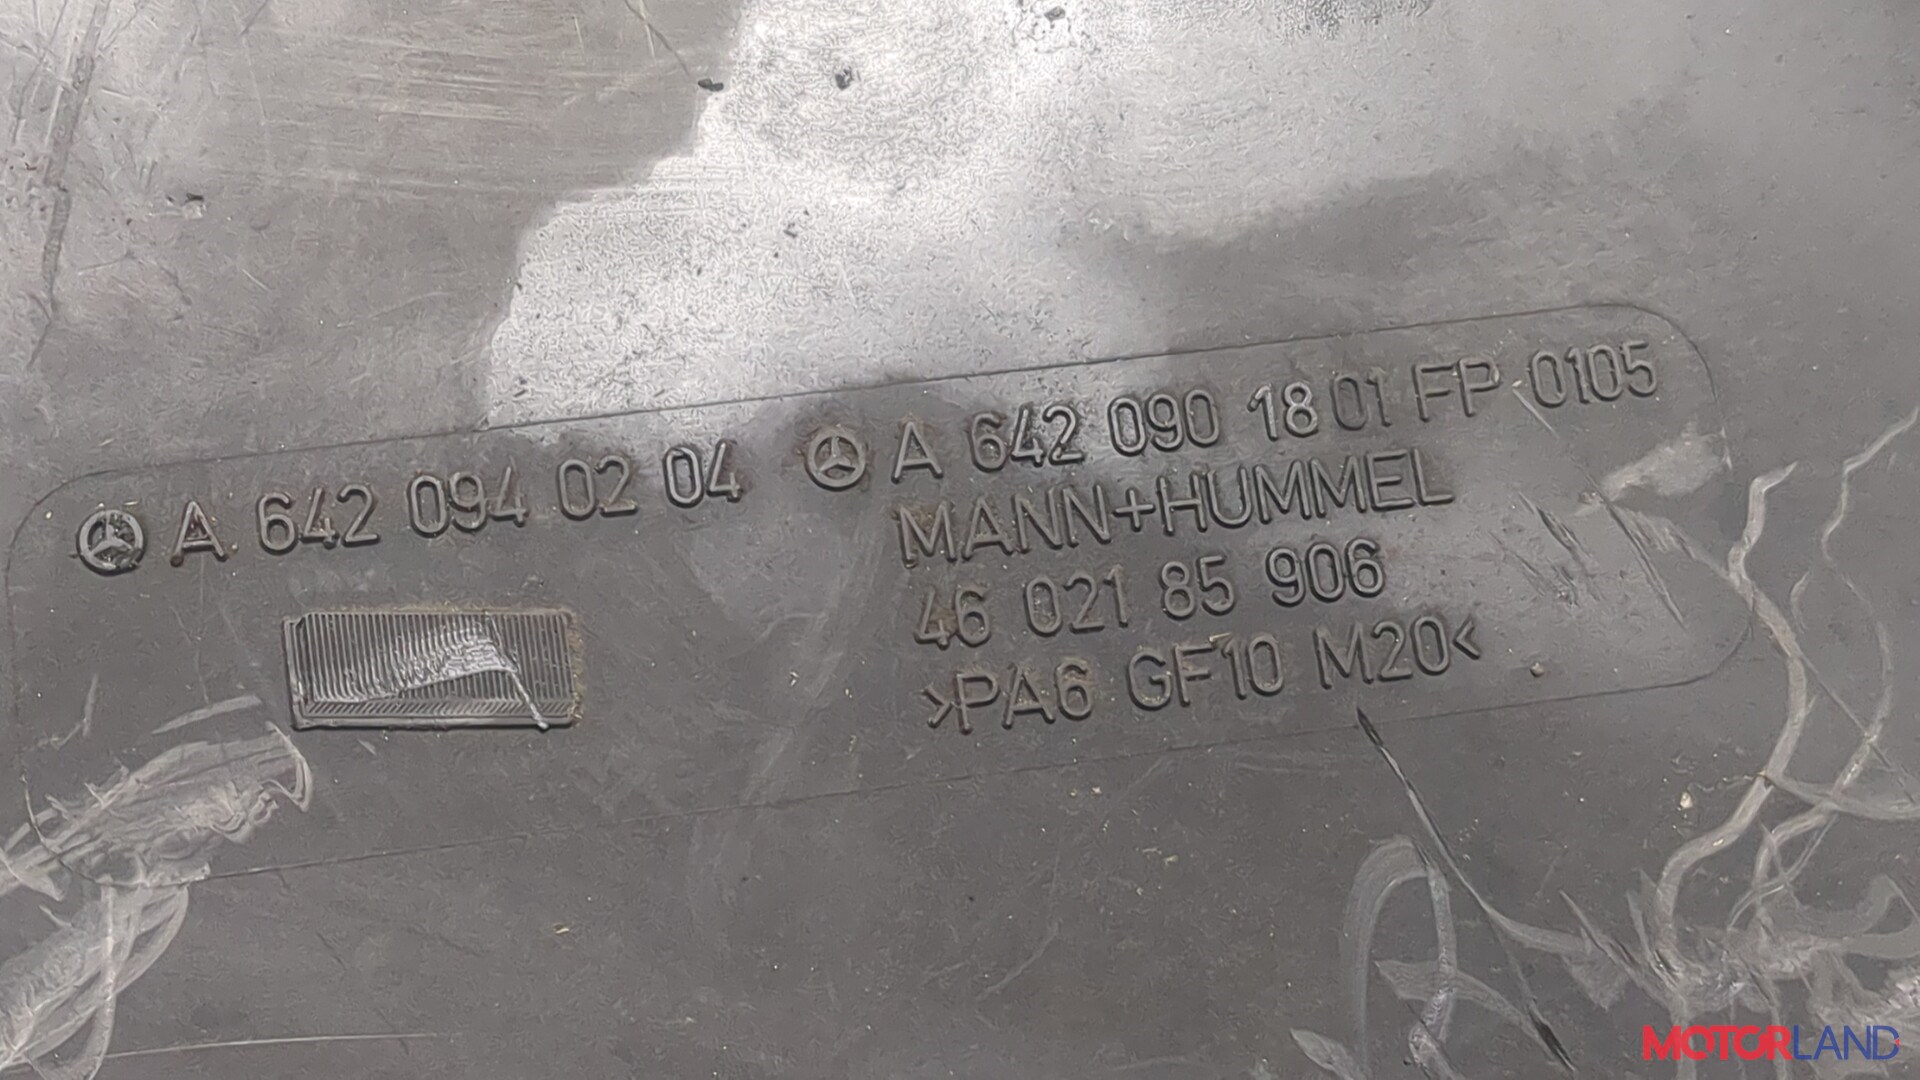 A 642 094 02 04
A 642 090 18 01 FP 0105
MANN+HUMMEL
46 021 85 906
>PA6 GF10 M20<
MOTORLAND